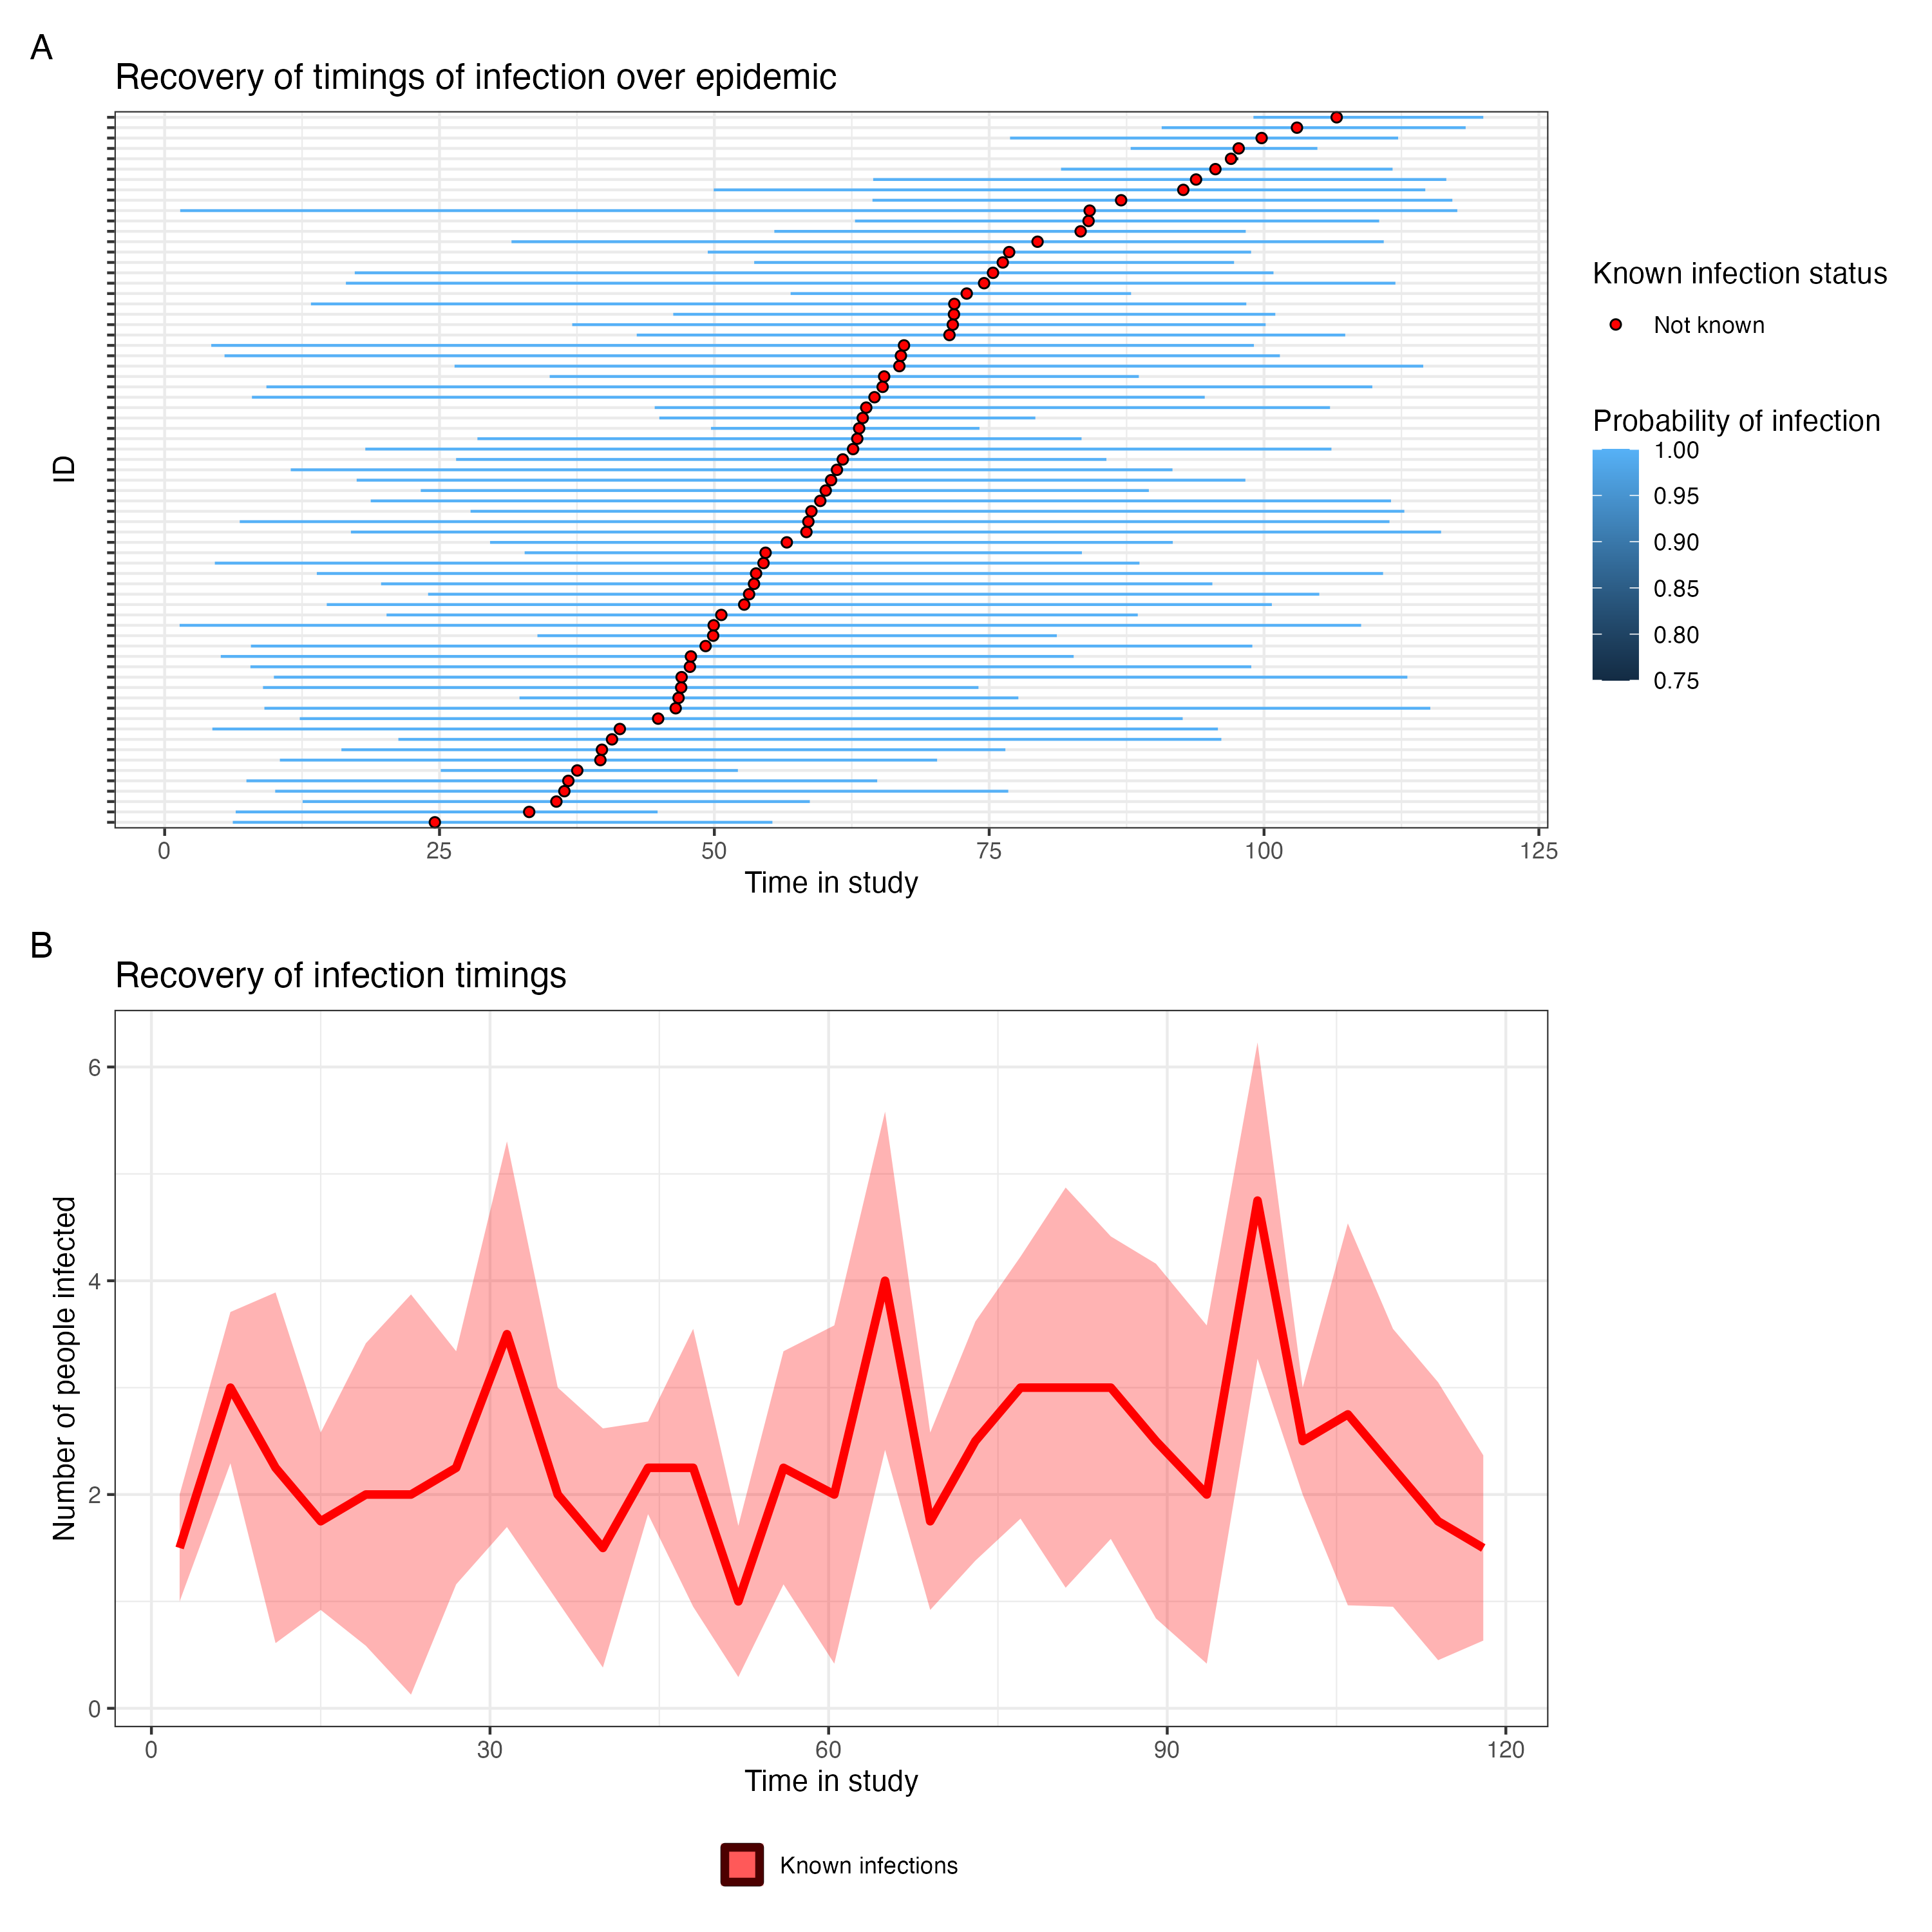 A
Recovery of timings of infection over epidemic
ID
0 25 50 75 100 125
Time in study
Known infection status
Not known
Probability of infection
1.00
0.95
0.90
0.85
0.80
0.75
B
Recovery of infection timings
Number of people infected
6
4
2
0
0 30 60 90 120
Time in study
Known infections